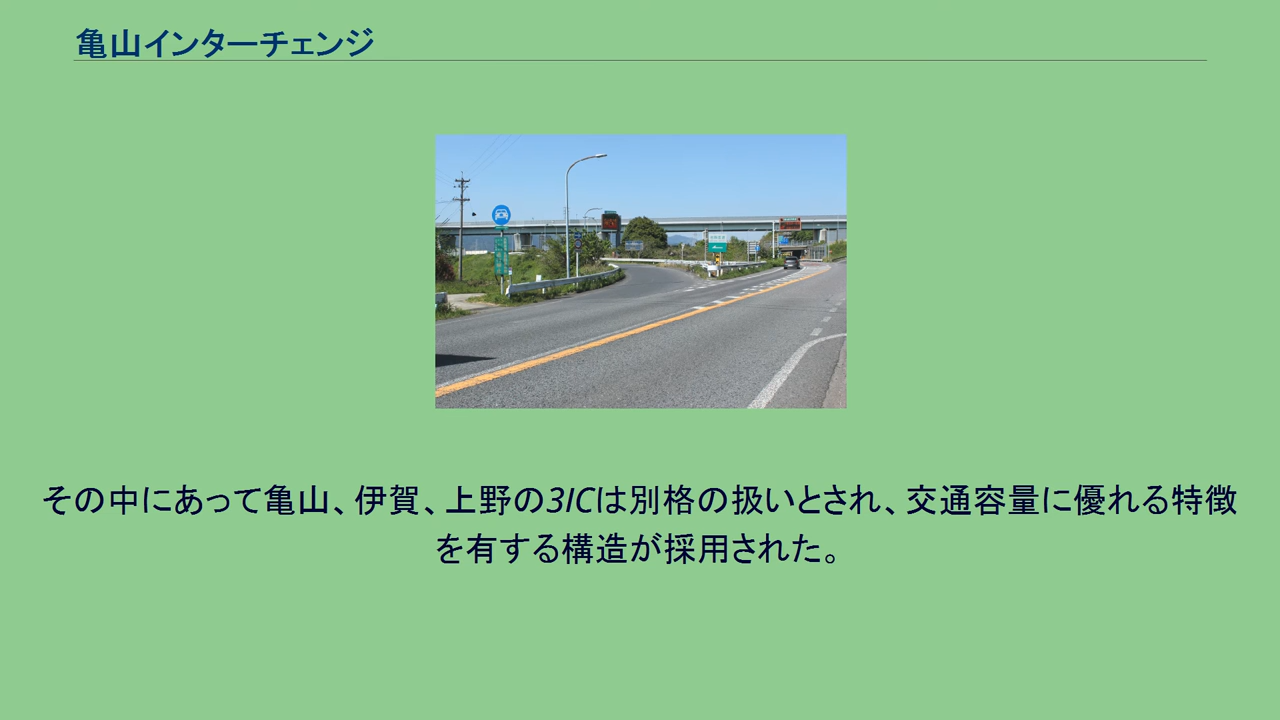 亀山インターチェンジ
その中にあって亀山、伊賀、上野の3ICは別格の扱いとされ、交通容量に優れる特徴
を有する構造が採用された。